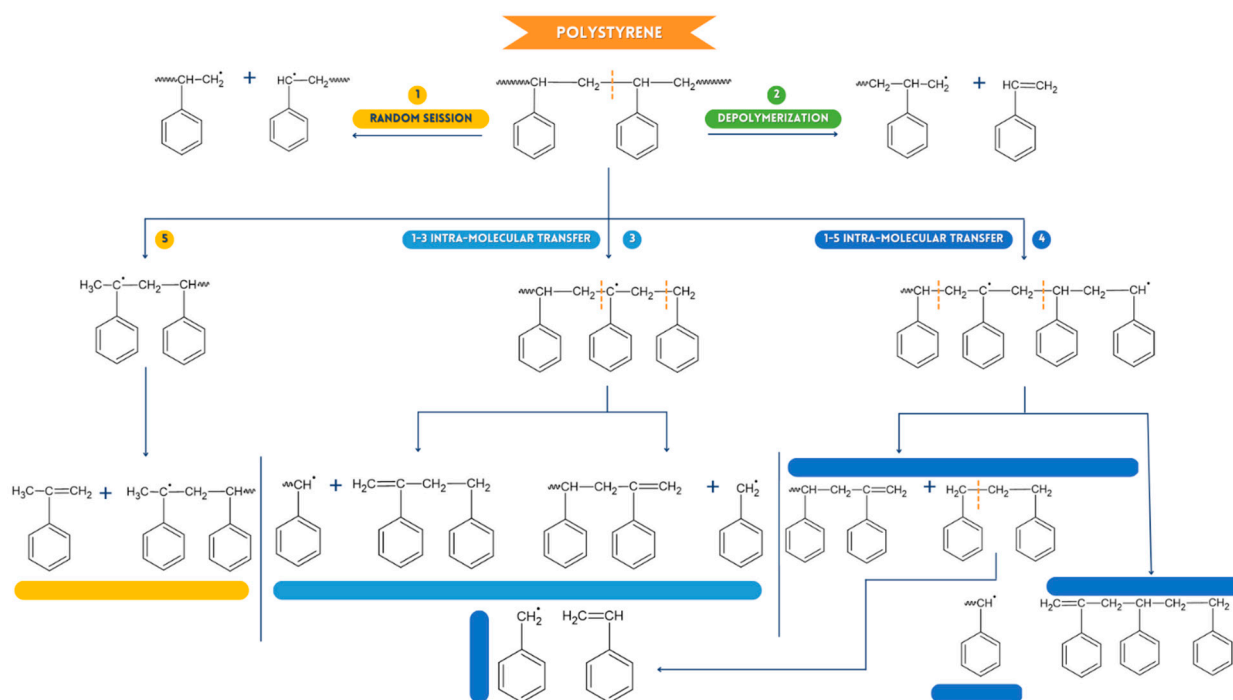 POLYSTYRENE
CH—CH₂• + HC•—CH₂
CH CH₂ CH CH₂
CH₂—CH—CH₂• + HC=CH₂
1
RANDOM SEISSION
2
DEPOLYMERIZATION
5
1-3 INTRA-MOLECULAR TRANSFER 3
1-5 INTRA-MOLECULAR TRANSFER 4
H₃C—C•—CH₂—CH
CH—CH₂—C•—CH₂—CH₂
CH—CH₂—C•—CH₂—CH—CH₂—CH•
H₃C—C=CH₂ + H₃C—C•—CH₂—CH
CH• + H₂C=C—CH₂—CH₂
CH—CH₂—C=CH₂ + CH₂•
CH—CH₂—C=CH₂ + H₂C—CH₂—CH₂
CH₂• H₂C=CH
CH• H₂C=C—CH₂—CH—CH₂—CH₂